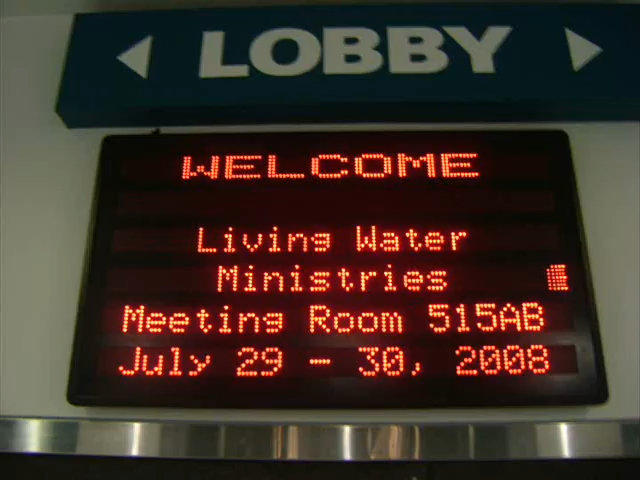 LOBBY
WELCOME
Living Water
Ministries
Meeting Room 515AB
July 29 - 30, 2008